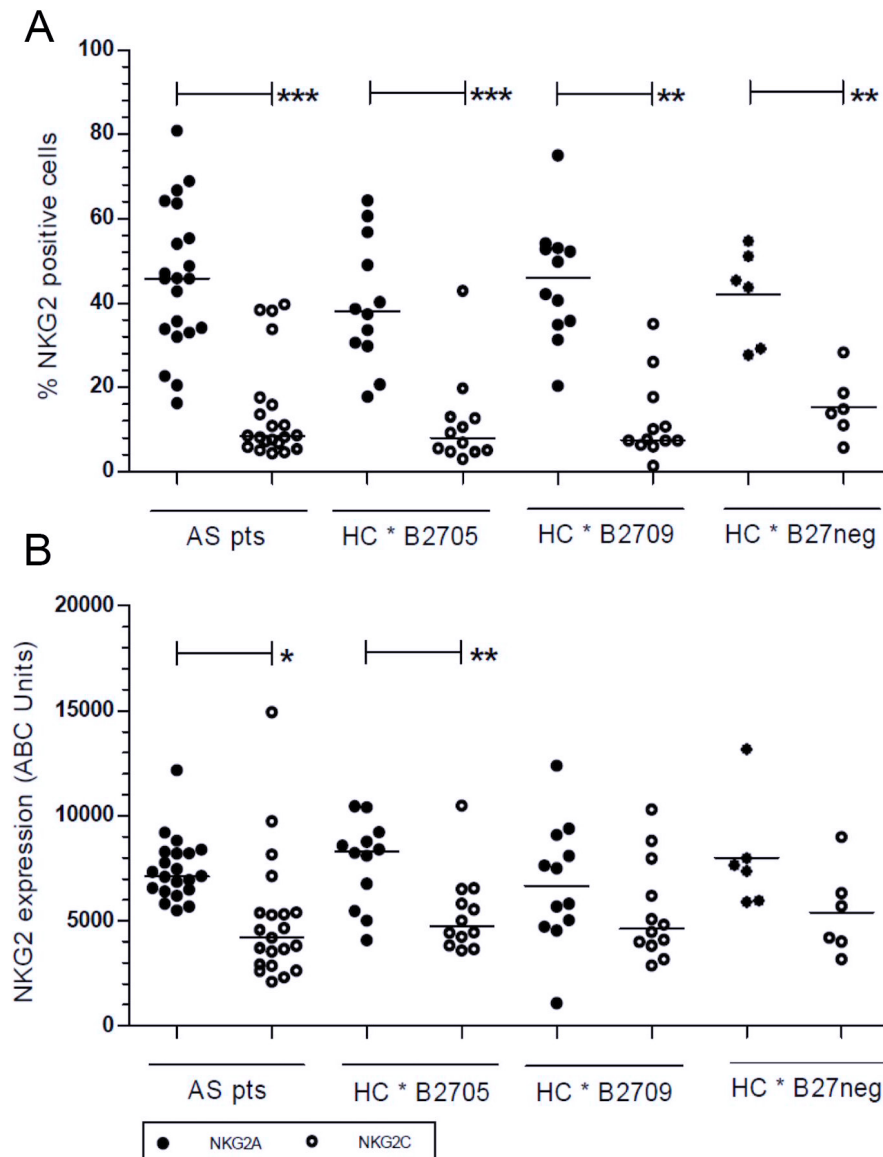 A
% NKG2 positive cells
100
80
60
40
20
0
*** *** ** **
AS pts HC * B2705 HC * B2709 HC * B27neg
B
NKG2 expression (ABC Units)
20000
15000
10000
5000
0
* **
AS pts HC * B2705 HC * B2709 HC * B27neg
NKG2A NKG2C